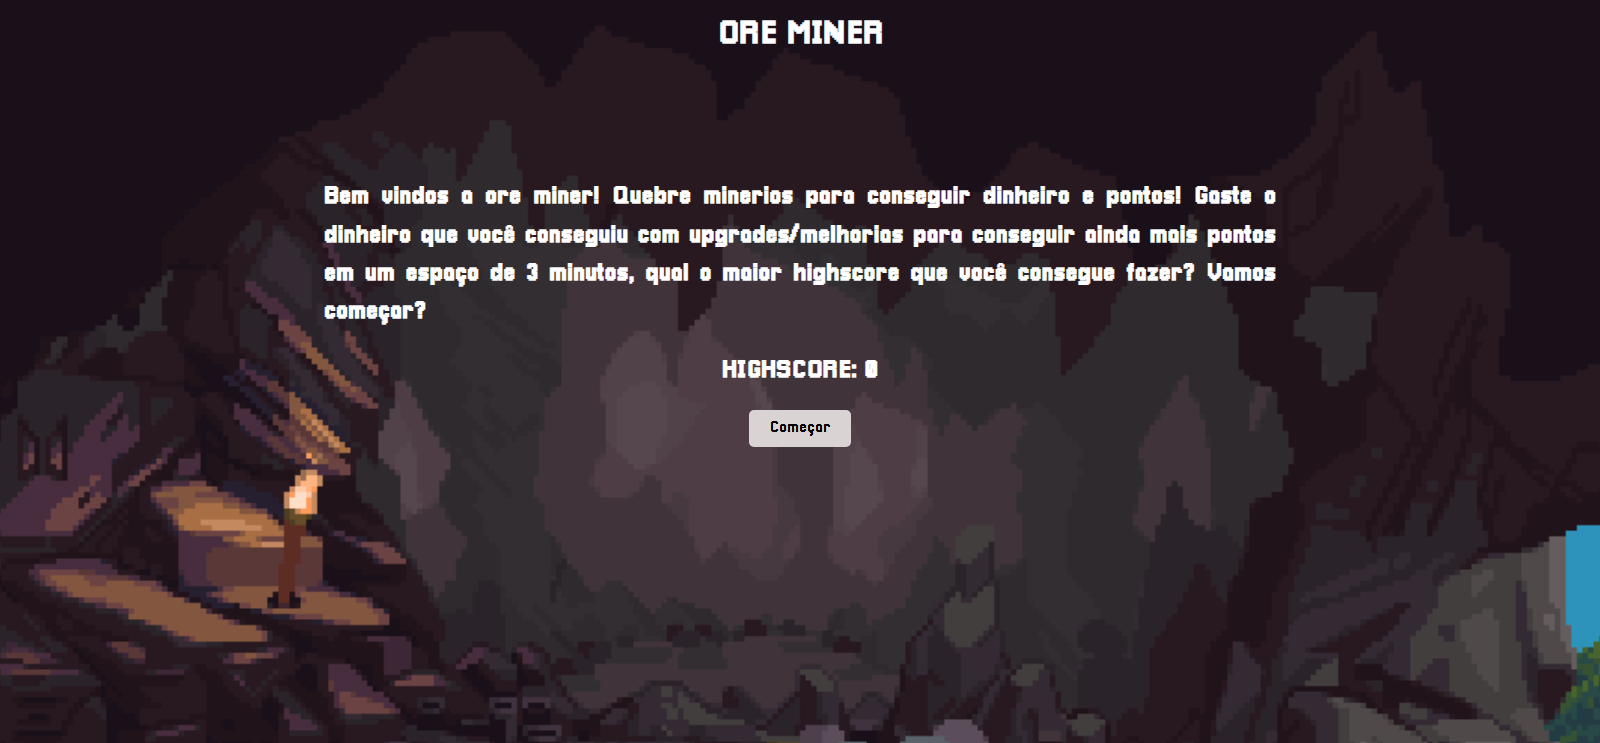 ORE MINER
Bem vindos a ore miner! Quebre minerios para conseguir dinheiro e pontos! Gaste o
dinheiro que você conseguiu com upgrades/melhorias para conseguir ainda mais pontos
em um espaço de 3 minutos, qual o maior highscore que você consegue fazer? Vamos
começar?
HIGHSCORE: 0
Começar